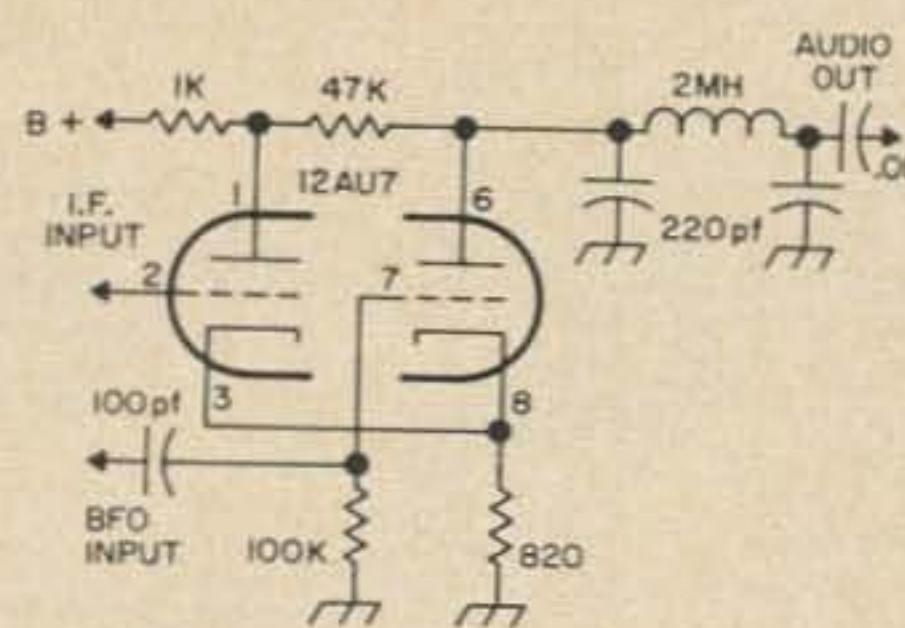 AUDIO
OUT
1K
47K
2MH
B +
12AU7
1
6
I.F.
INPUT
220pf
2
7
100pf
3
8
BFO
INPUT
100K
820